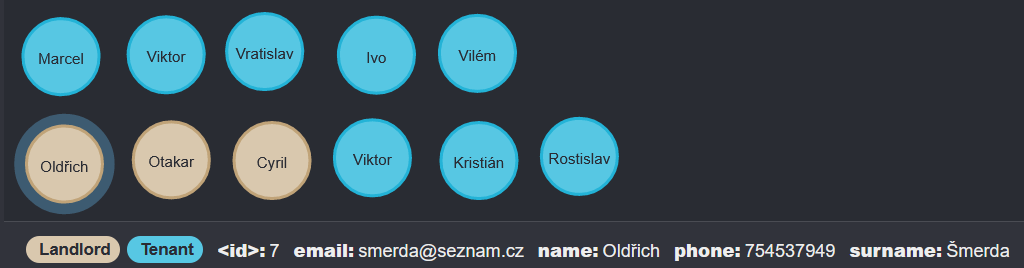 Marcel Viktor Vratislav Ivo Vilém
Oldřich Otakar Cyril Viktor Kristián Rostislav
Landlord Tenant <id>: 7 email: smerda@seznam.cz name: Oldřich phone: 754537949 surname: Šmerda